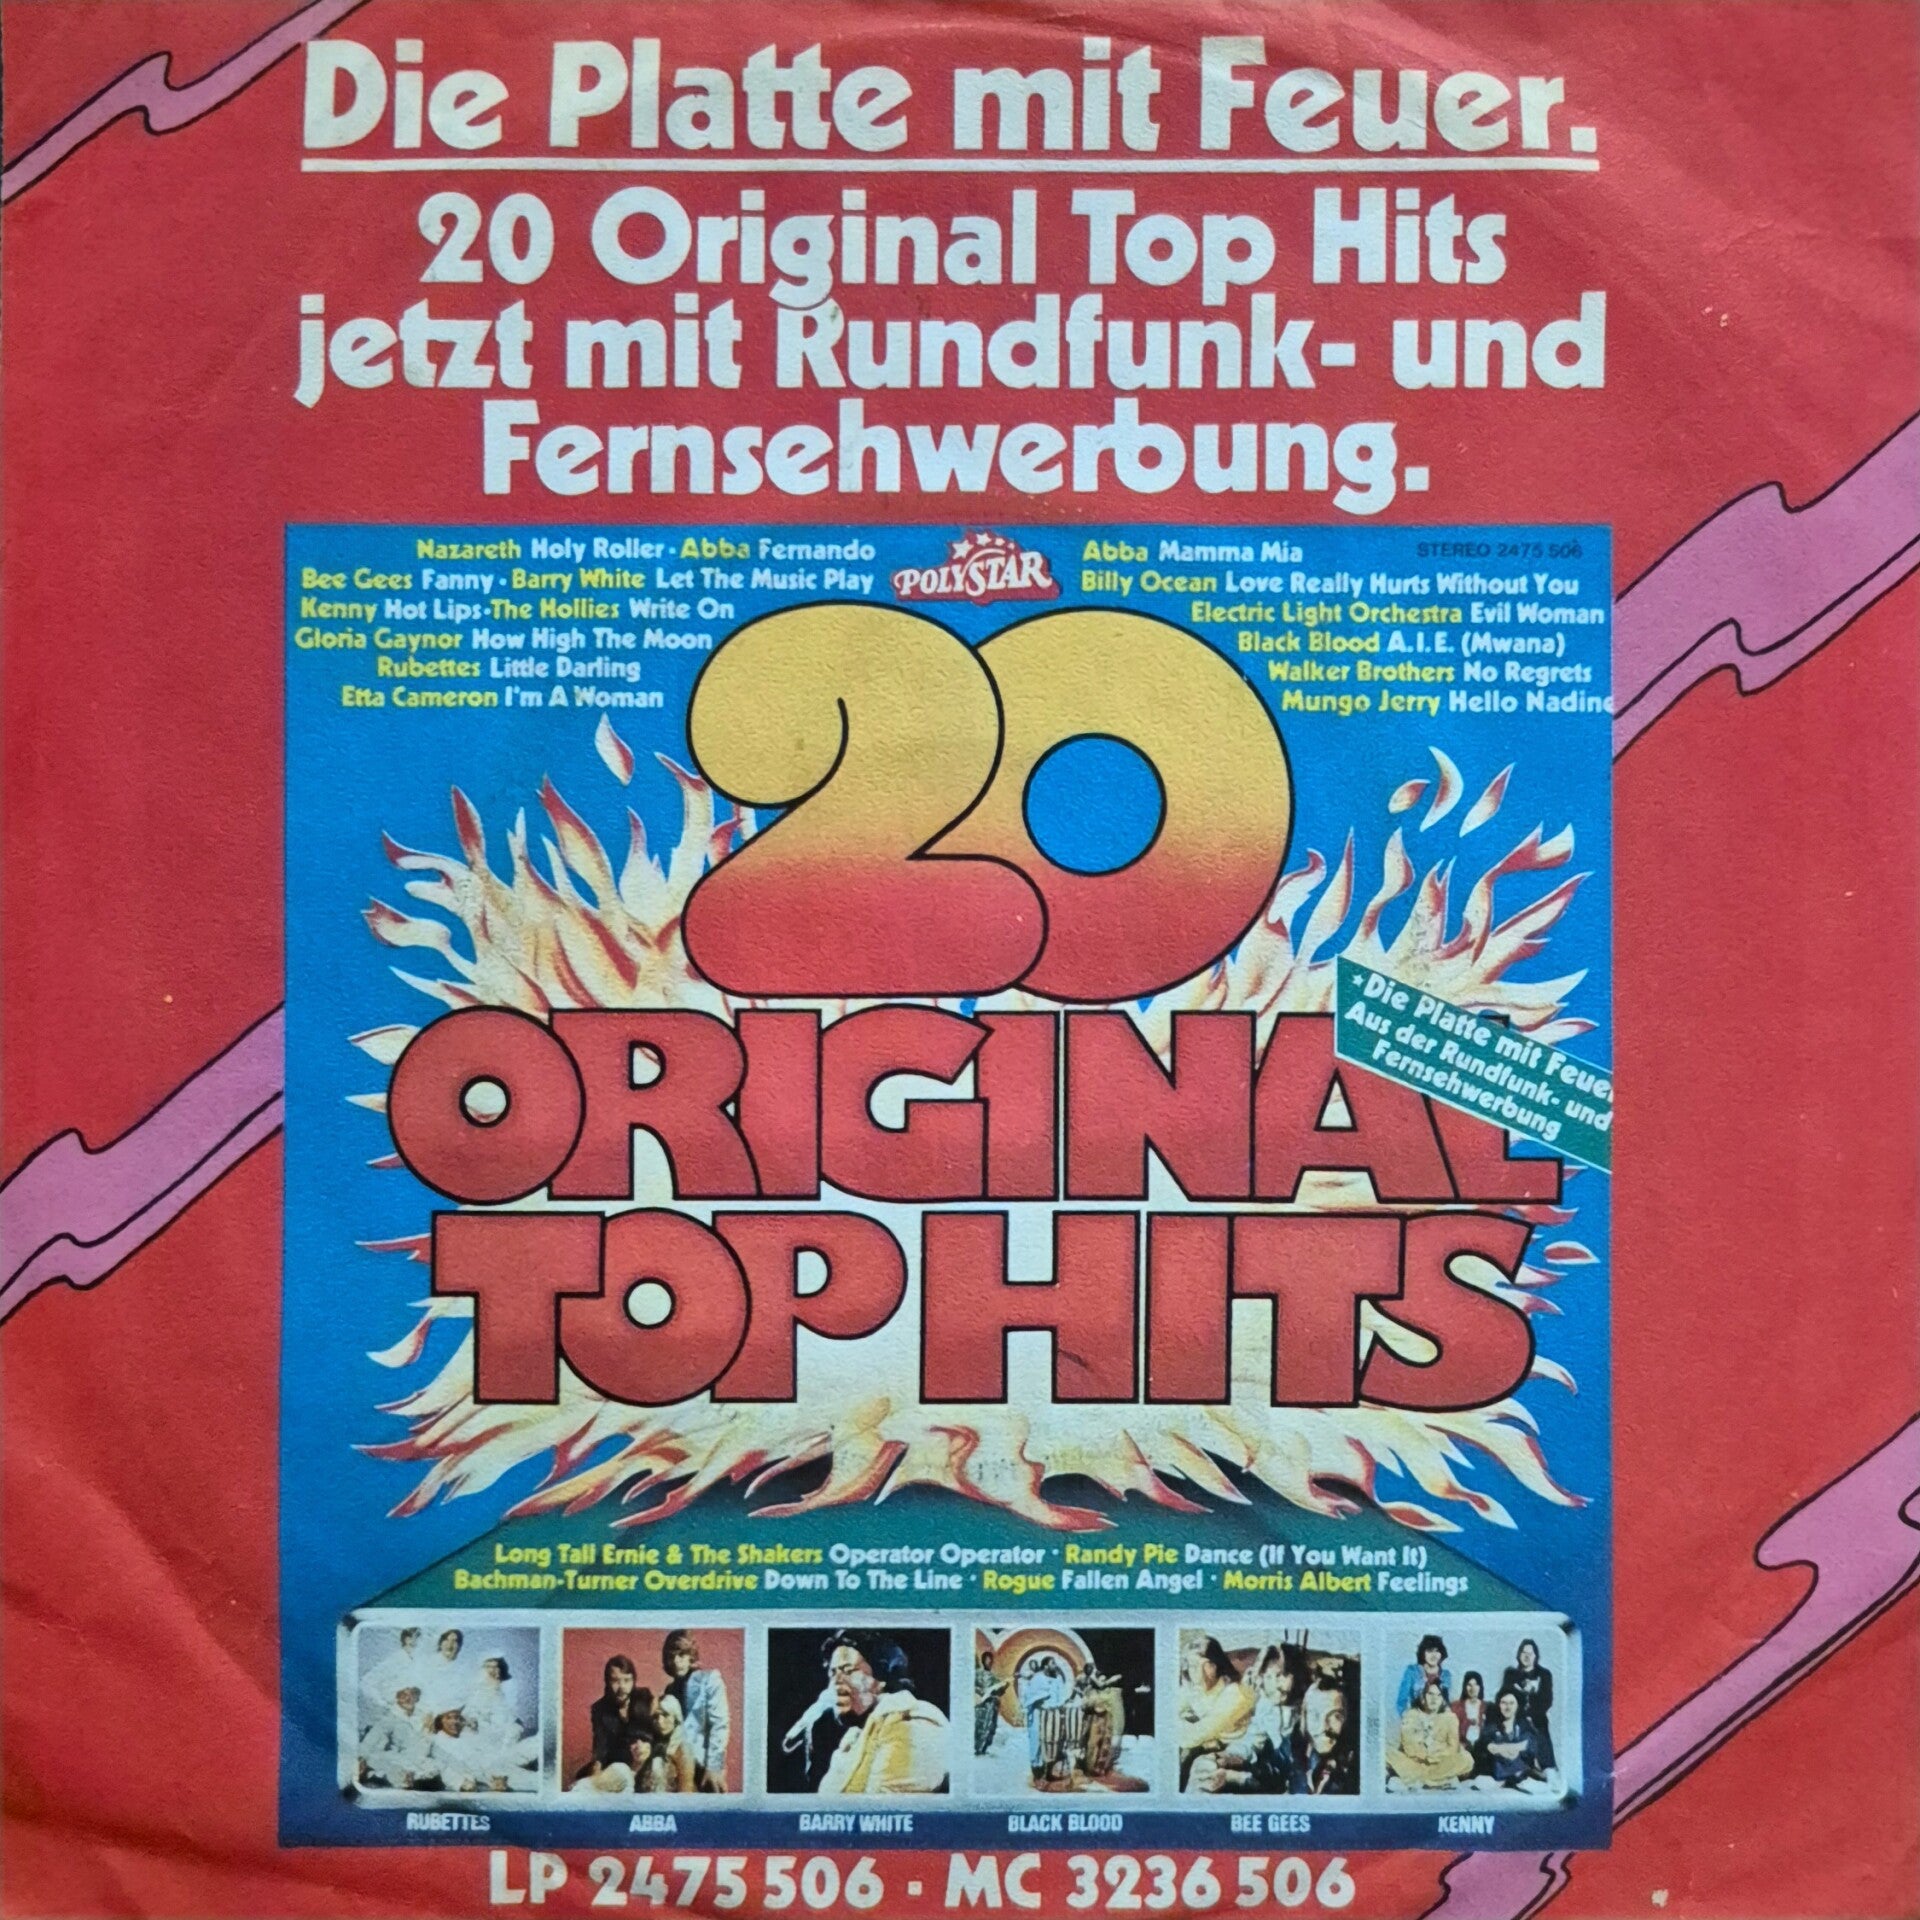 Die Platte mit Feuer.
20 Original Top Hits
jetzt mit Rundfunk- und
Fernsehwerbung.
Nazareth Holy Roller · Abba Fernando
Bee Gees Fanny · Barry White Let The Music Play
Kenny Hot Lips · The Hollies Write On
Gloria Gaynor How High The Moon
Rubettes Little Darling
Etta Cameron I'm A Woman
POLYSTAR
STEREO 2475 506
Abba Mamma Mia
Billy Ocean Love Really Hurts Without You
Electric Light Orchestra Evil Woman
Black Blood A.I.E. (Mwana)
Walker Brothers No Regrets
Mungo Jerry Hello Nadine
20
ORIGINAL
TOP HITS
*Die Platte mit Feue
Aus der Rundfunk- und
Fernsehwerbung
Long Tall Ernie & The Shakers Operator Operator · Randy Pie Dance (If You Want It)
Bachman-Turner Overdrive Down To The Line · Rogue Fallen Angel · Morris Albert Feelings
RUBETTES
ABBA
BARRY WHITE
BLACK BLOOD
BEE GEES
KENNY
LP 2475 506 · MC 3236 506